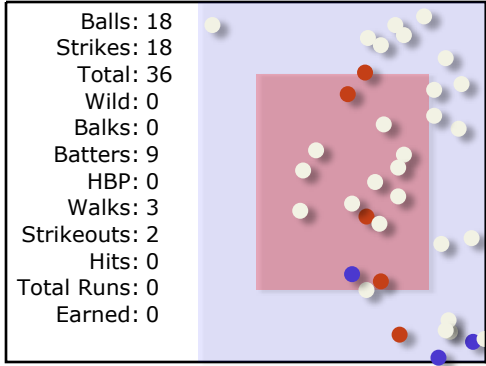 Balls: 18
Strikes: 18
Total: 36
Wild: 0
Balks: 0
Batters: 9
HBP: 0
Walks: 3
Strikeouts: 2
Hits: 0
Total Runs: 0
Earned: 0